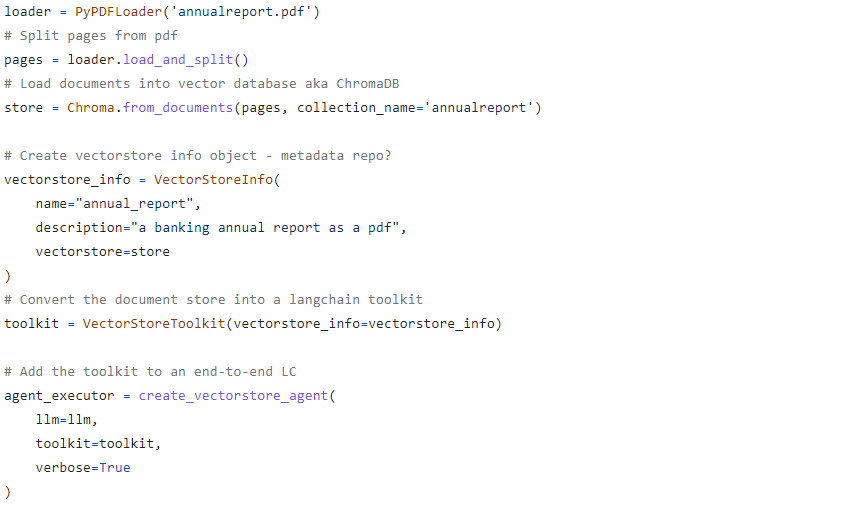 loader = PyPDFLoader('annualreport.pdf')
# Split pages from pdf
pages = loader.load_and_split()
# Load documents into vector database aka ChromaDB
store = Chroma.from_documents(pages, collection_name='annualreport')

# Create vectorstore info object - metadata repo?
vectorstore_info = VectorStoreInfo(
    name="annual_report",
    description="a banking annual report as a pdf",
    vectorstore=store
)
# Convert the document store into a langchain toolkit
toolkit = VectorStoreToolkit(vectorstore_info=vectorstore_info)

# Add the toolkit to an end-to-end LC
agent_executor = create_vectorstore_agent(
    llm=llm,
    toolkit=toolkit,
    verbose=True
)